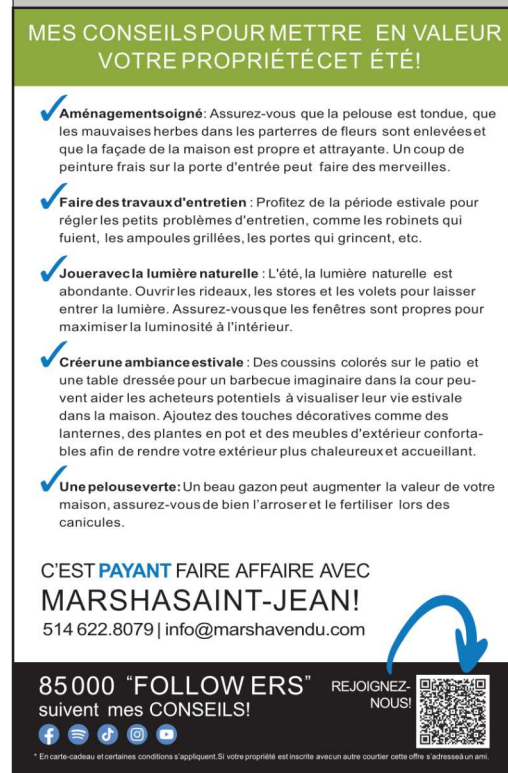 MES CONSEILS POUR METTRE EN VALEUR
VOTRE PROPRIÉTÉ CET ÉTÉ!
Aménagement soigné: Assurez-vous que la pelouse est tondue, que
les mauvaises herbes dans les parterres de fleurs sont enlevées et
que la façade de la maison est propre et attrayante. Un coup de
peinture frais sur la porte d'entrée peut faire des merveilles.
Faire des travaux d'entretien : Profitez de la période estivale pour
régler les petits problèmes d'entretien, comme les robinets qui
fuient, les ampoules grillées, les portes qui grincent, etc.
Jouer avec la lumière naturelle : L'été, la lumière naturelle est
abondante. Ouvrir les rideaux, les stores et les volets pour laisser
entrer la lumière. Assurez-vous que les fenêtres sont propres pour
maximiser la luminosité à l'intérieur.
Créer une ambiance estivale : Des coussins colorés sur le patio et
une table dressée pour un barbecue imaginaire dans la cour peu-
vent aider les acheteurs potentiels à visualiser leur vie estivale
dans la maison. Ajoutez des touches décoratives comme des
lanternes, des plantes en pot et des meubles d'extérieur conforta-
bles afin de rendre votre extérieur plus chaleureux et accueillant.
Une pelouse verte: Un beau gazon peut augmenter la valeur de votre
maison, assurez-vous de bien l'arroser et le fertiliser lors des
canicules.
C'EST PAYANT FAIRE AFFAIRE AVEC
MARSHA SAINT-JEAN!
514 622.8079 | info@marshavendu.com
85 000 “FOLLOWERS”
suivent mes CONSEILS!
REJOIGNEZ-
NOUS!
* En carte-cadeau et certaines conditions s'appliquent. Si votre propriété est inscrite avec un autre courtier cette offre s'adresse à un ami.